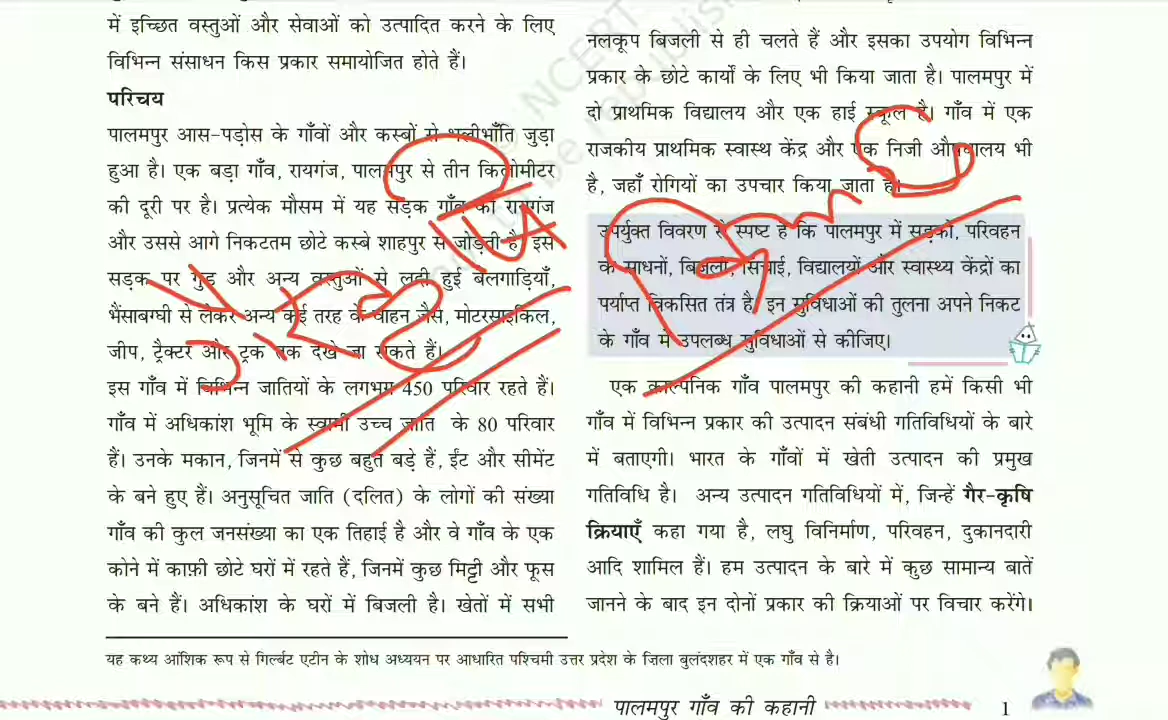 में इच्छित वस्तुओं और सेवाओं को उत्पादित करने के लिए
विभिन्न संसाधन किस प्रकार समायोजित होते हैं।
परिचय
पालमपुर आस-पड़ोस के गाँवों और कस्बों से भलीभाँति जुड़ा
हुआ है। एक बड़ा गाँव, रायगंज, पालमपुर से तीन किलोमीटर
की दूरी पर है। प्रत्येक मौसम में यह सड़क गाँव को रायगंज
और उससे आगे निकटतम छोटे कस्बे शाहपुर से जोड़ती है। इस
सड़क पर गुड़ और अन्य वस्तुओं से लदी हुई बैलगाड़ियाँ,
भैंसाबग्घी से लेकर अन्य कई तरह के वाहन जैसे, मोटरसाइकिल,
जीप, ट्रैक्टर और ट्रक तक देखे जा सकते हैं।
इस गाँव में विभिन्न जातियों के लगभग 450 परिवार रहते हैं।
गाँव में अधिकांश भूमि के स्वामी उच्च जाति के 80 परिवार
हैं। उनके मकान, जिनमें से कुछ बहुत बड़े हैं, ईंट और सीमेंट
के बने हुए हैं। अनुसूचित जाति (दलित) के लोगों की संख्या
गाँव की कुल जनसंख्या का एक तिहाई है और वे गाँव के एक
कोने में काफ़ी छोटे घरों में रहते हैं, जिनमें कुछ मिट्टी और फूस
के बने हैं। अधिकांश के घरों में बिजली है। खेतों में सभी
नलकूप बिजली से ही चलते हैं और इसका उपयोग विभिन्न
प्रकार के छोटे कार्यों के लिए भी किया जाता है। पालमपुर में
दो प्राथमिक विद्यालय और एक हाई स्कूल है। गाँव में एक
राजकीय प्राथमिक स्वास्थ केंद्र और एक निजी औषधालय भी
है, जहाँ रोगियों का उपचार किया जाता है।
उपर्युक्त विवरण से स्पष्ट है कि पालमपुर में सड़कों, परिवहन
के साधनों, बिजली, सिंचाई, विद्यालयों और स्वास्थ्य केंद्रों का
पर्याप्त विकसित तंत्र है। इन सुविधाओं की तुलना अपने निकट
के गाँव में उपलब्ध सुविधाओं से कीजिए।
एक काल्पनिक गाँव पालमपुर की कहानी हमें किसी भी
गाँव में विभिन्न प्रकार की उत्पादन संबंधी गतिविधियों के बारे
में बताएगी। भारत के गाँवों में खेती उत्पादन की प्रमुख
गतिविधि है। अन्य उत्पादन गतिविधियों में, जिन्हें गैर-कृषि
क्रियाएँ कहा गया है, लघु विनिर्माण, परिवहन, दुकानदारी
आदि शामिल हैं। हम उत्पादन के बारे में कुछ सामान्य बातें
जानने के बाद इन दोनों प्रकार की क्रियाओं पर विचार करेंगे।
यह कथ्य आंशिक रूप से गिर्ल्बट एटीन के शोध अध्ययन पर आधारित पश्चिमी उत्तर प्रदेश के जिला बुलंदशहर में एक गाँव से है।
पालमपुर गाँव की कहानी 1